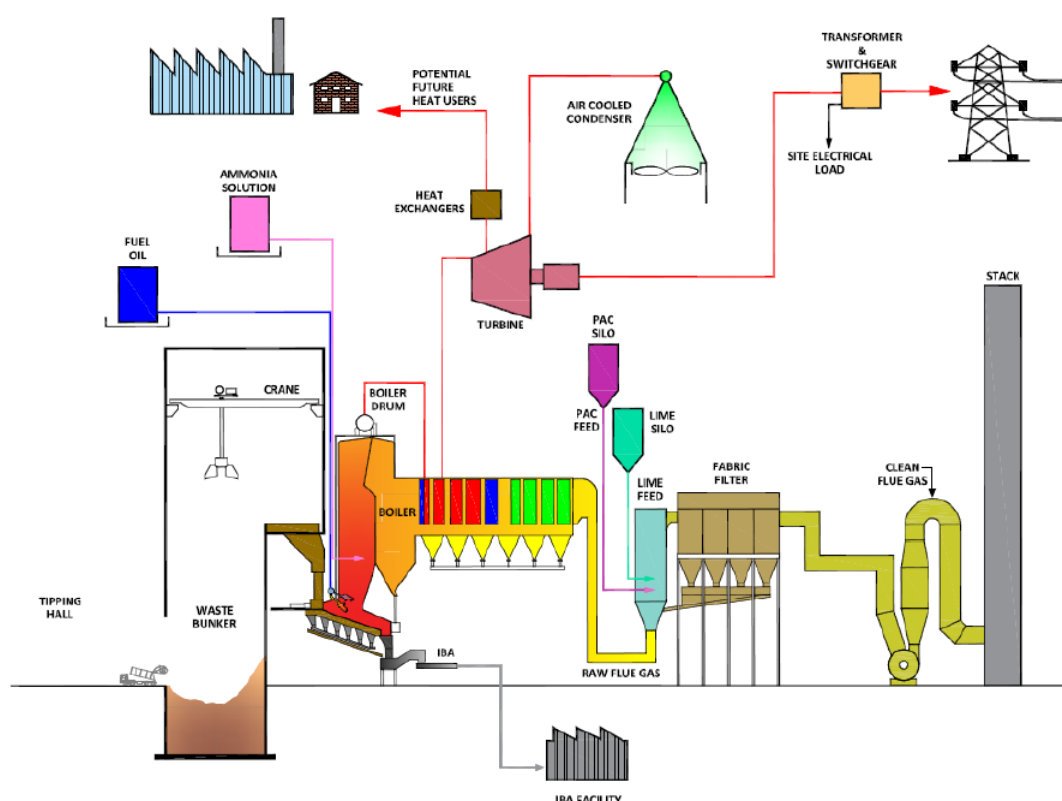 TRANSFORMER
&
SWITCHGEAR
POTENTIAL
FUTURE
HEAT USERS
AIR COOLED
CONDENSER
SITE ELECTRICAL
LOAD
AMMONIA
SOLUTION
HEAT
EXCHANGERS
FUEL
OIL
STACK
TURBINE
PAC
SILO
CRANE
BOILER
DRUM
PAC
FEED
LIME
SILO
CLEAN
FLUE GAS
FABRIC
FILTER
LIME
FEED
BOILER
TIPPING
HALL
WASTE
BUNKER
IBA
RAW FLUE GAS
IBA FACILITY